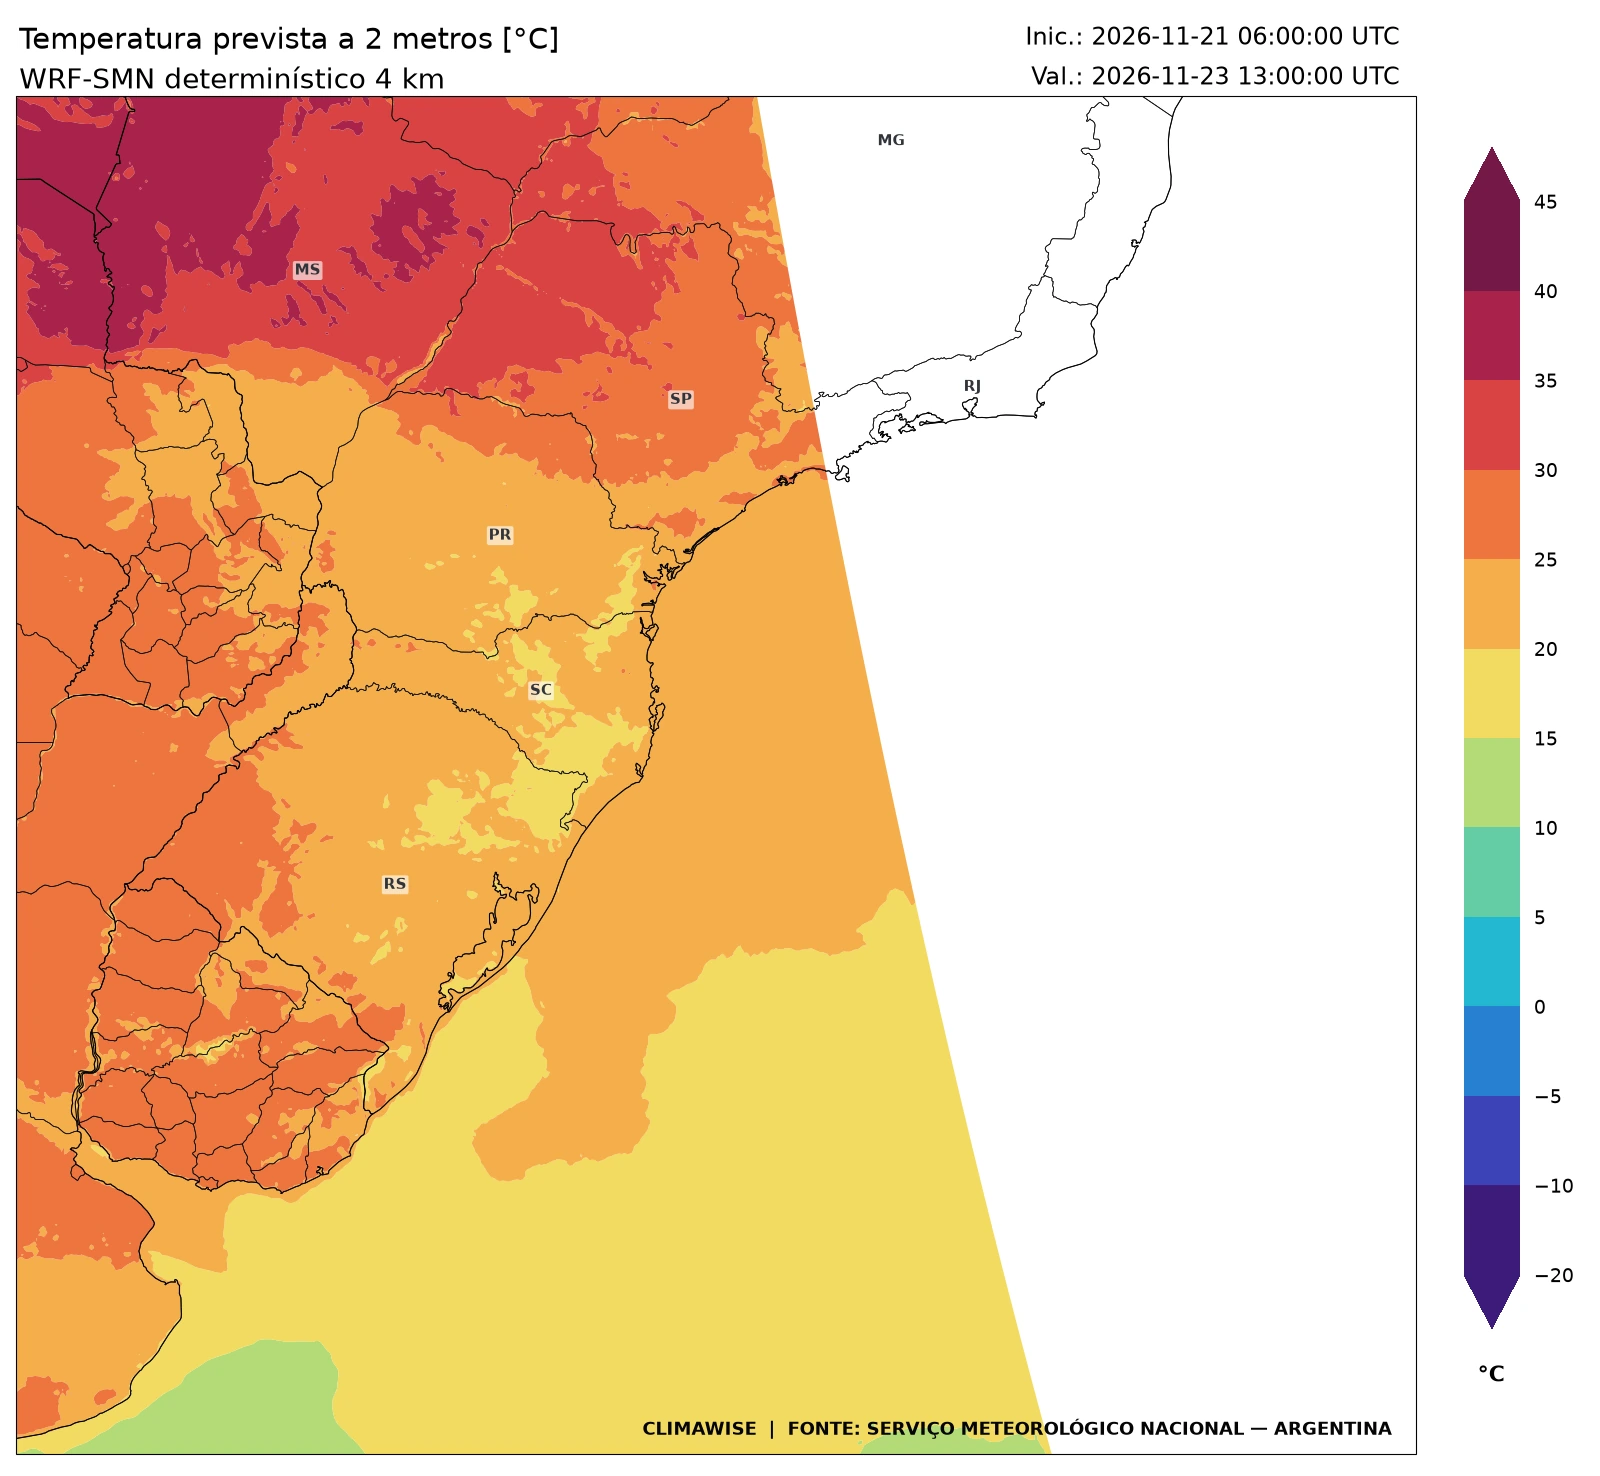 Temperatura prevista a 2 metros [°C]
WRF-SMN determinístico 4 km
Inic.: 2026-11-21 06:00:00 UTC
Val.: 2026-11-23 13:00:00 UTC
MG
MS
RJ
SP
PR
SC
RS
45
40
35
30
25
20
15
10
5
0
−5
−10
−20
°C
CLIMAWISE | FONTE: SERVIÇO METEOROLÓGICO NACIONAL — ARGENTINA